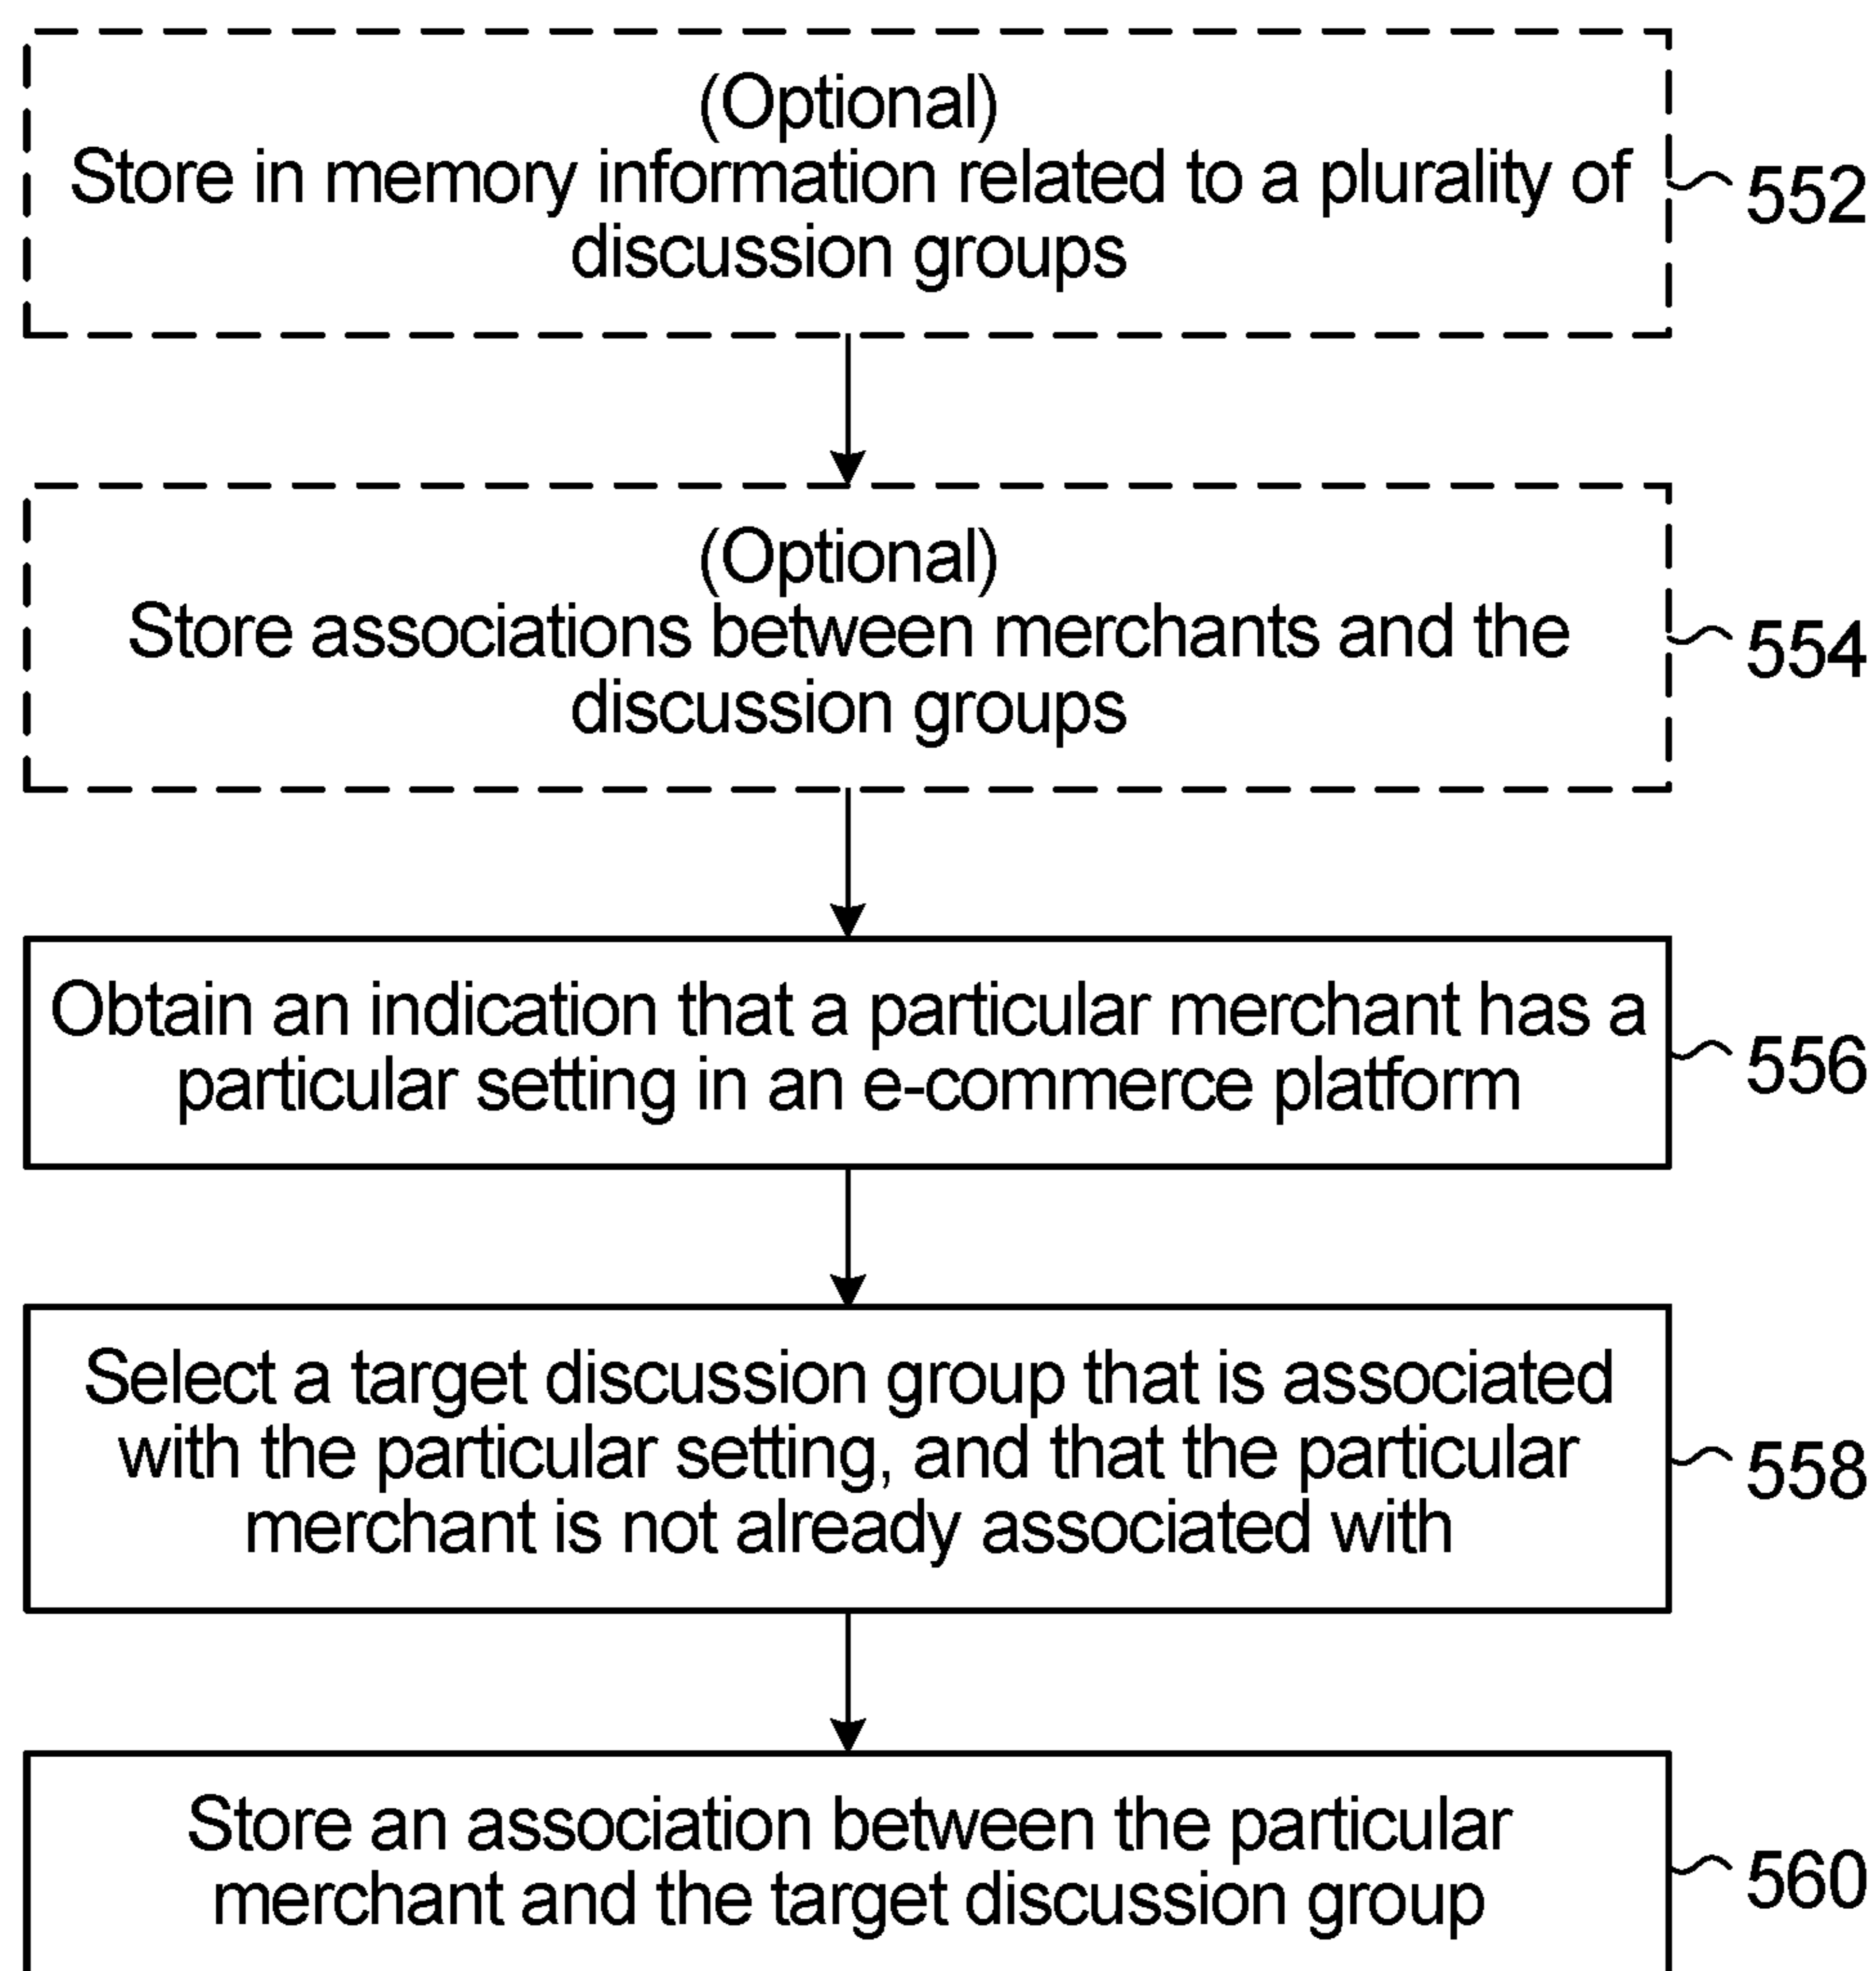 (Optional)
Store in memory information related to a plurality of
discussion groups
552
(Optional)
Store associations between merchants and the
discussion groups
554
Obtain an indication that a particular merchant has a
particular setting in an e-commerce platform
556
Select a target discussion group that is associated
with the particular setting, and that the particular
merchant is not already associated with
558
Store an association between the particular
merchant and the target discussion group
560